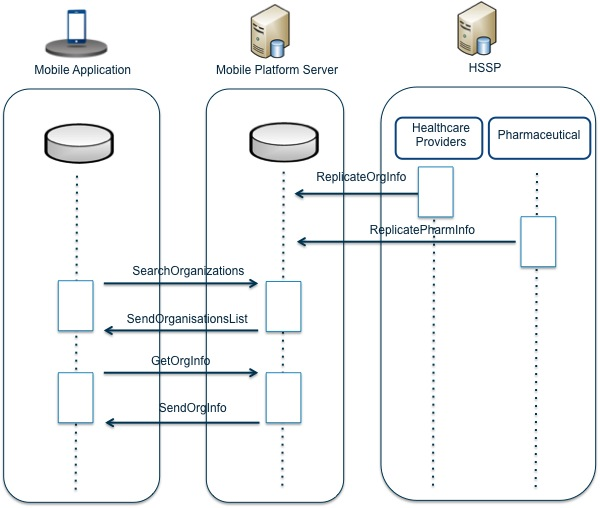 Mobile Application
Mobile Platform Server
HSSP
Healthcare
Providers
Pharmaceutical
ReplicateOrgInfo
ReplicatePharmInfo
SearchOrganizations
SendOrganisationsList
GetOrgInfo
SendOrgInfo